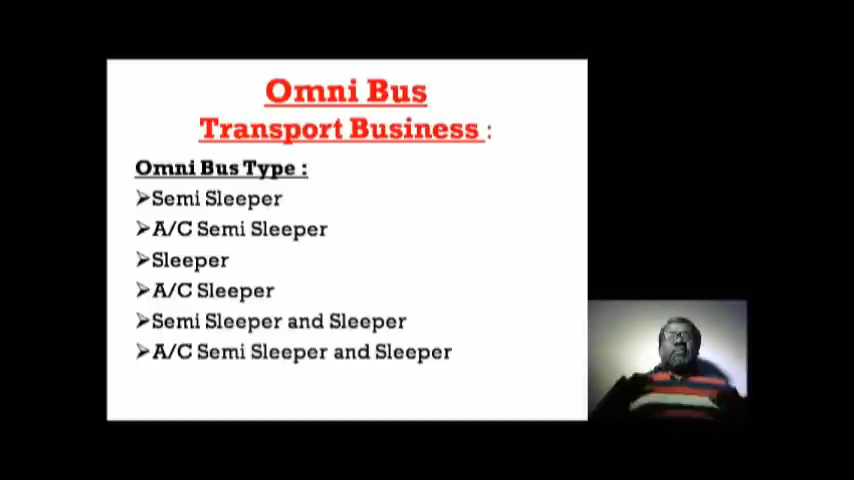 Omni Bus
Transport Business :
Omni Bus Type :
➢Semi Sleeper
➢A/C Semi Sleeper
➢Sleeper
➢A/C Sleeper
➢Semi Sleeper and Sleeper
➢A/C Semi Sleeper and Sleeper